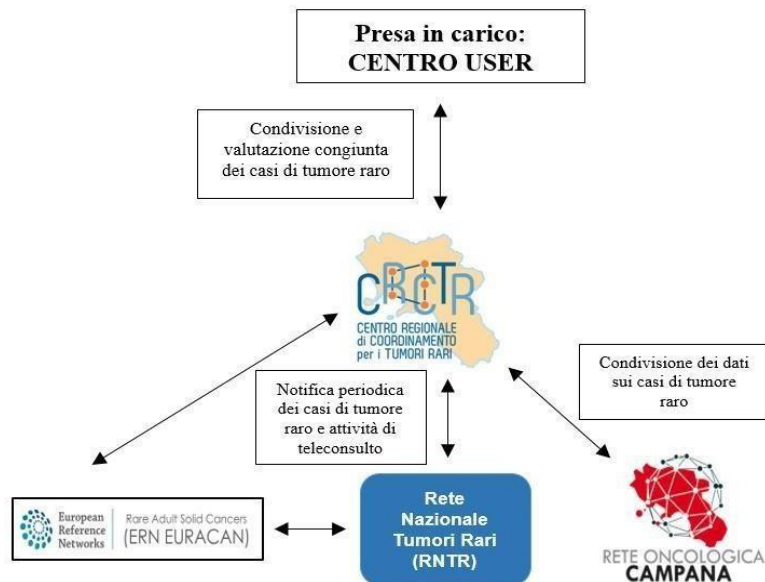 Presa in carico:
CENTRO USER
Condivisione e
valutazione congiunta
dei casi di tumore raro
CRCTR
CENTRO REGIONALE
di COORDINAMENTO
per i TUMORI RARI
Notifica periodica
dei casi di tumore
raro e attività di
teleconsulto
Condivisione dei dati
sui casi di tumore
raro
European
Reference
Networks
Rare Adult Solid Cancers
(ERN EURACAN)
Rete
Nazionale
Tumori Rari
(RNTR)
RETE ONCOLOGICA
CAMPANA